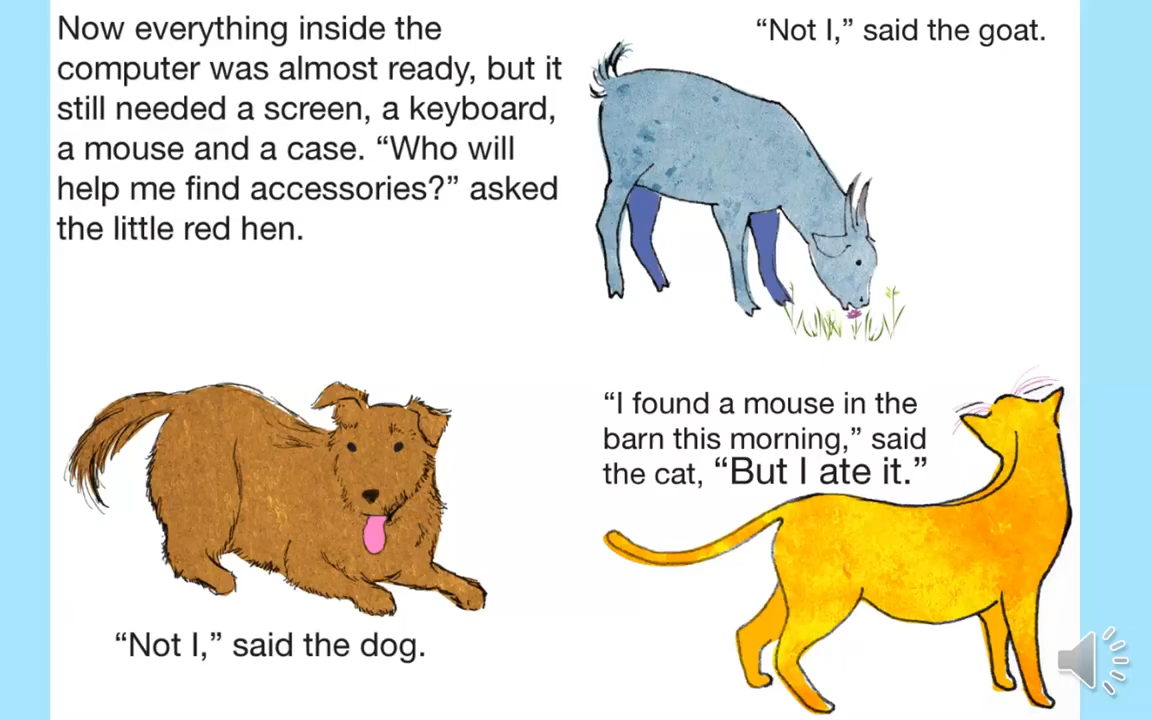 Now everything inside the
computer was almost ready, but it
still needed a screen, a keyboard,
a mouse and a case. “Who will
help me find accessories?” asked
the little red hen.
“Not I,” said the goat.
“Not I,” said the dog.
“I found a mouse in the
barn this morning,” said
the cat, “But I ate it.”